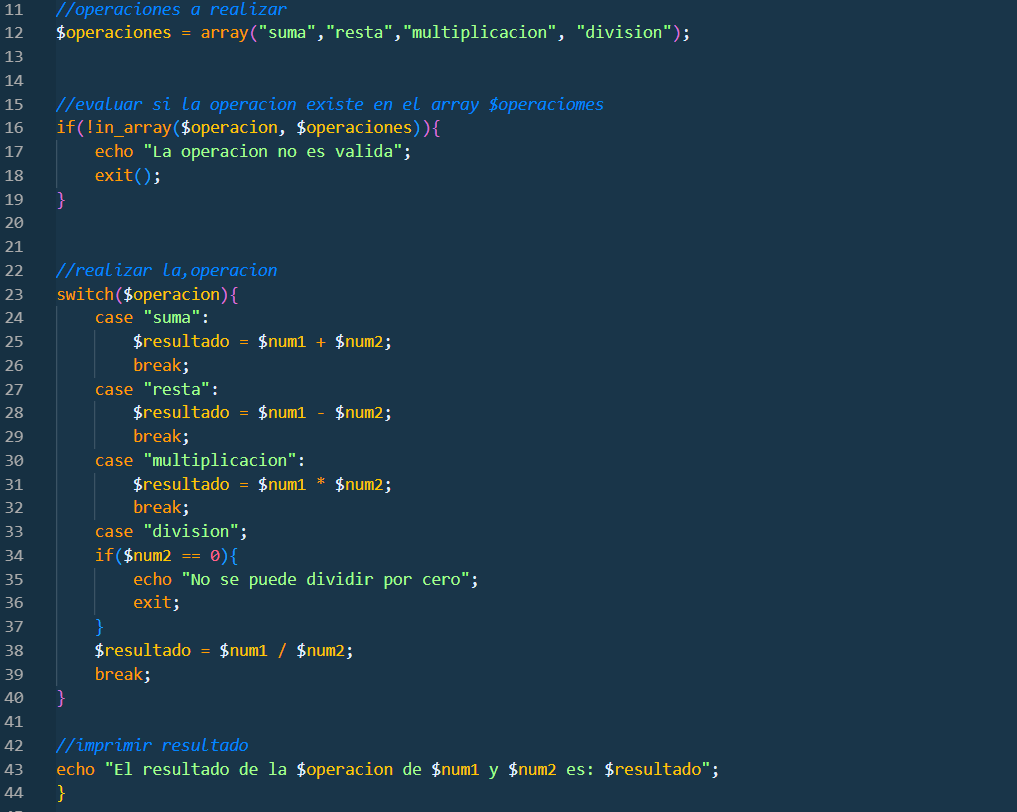 11 //operaciones a realizar
12 $operaciones = array("suma","resta","multiplicacion", "division");
13
14
15 //evaluar si la operacion existe en el array $operaciomes
16 if(!in_array($operacion, $operaciones)){
17     echo "La operacion no es valida";
18     exit();
19 }
20
21
22 //realizar la,operacion
23 switch($operacion){
24     case "suma":
25         $resultado = $num1 + $num2;
26         break;
27     case "resta":
28         $resultado = $num1 - $num2;
29         break;
30     case "multiplicacion":
31         $resultado = $num1 * $num2;
32         break;
33     case "division";
34     if($num2 == 0){
35         echo "No se puede dividir por cero";
36         exit;
37     }
38     $resultado = $num1 / $num2;
39     break;
40 }
41
42 //imprimir resultado
43 echo "El resultado de la $operacion de $num1 y $num2 es: $resultado";
44 }